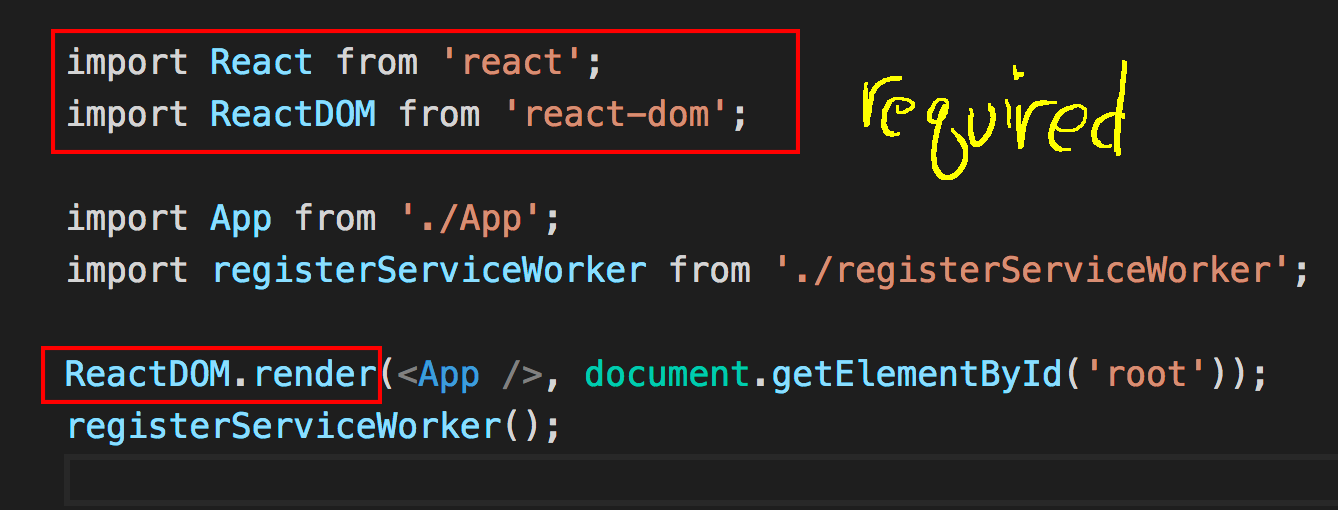 import React from 'react';
import ReactDOM from 'react-dom';
required
import App from './App';
import registerServiceWorker from './registerServiceWorker';
ReactDOM.render(<App />, document.getElementById('root'));
registerServiceWorker();